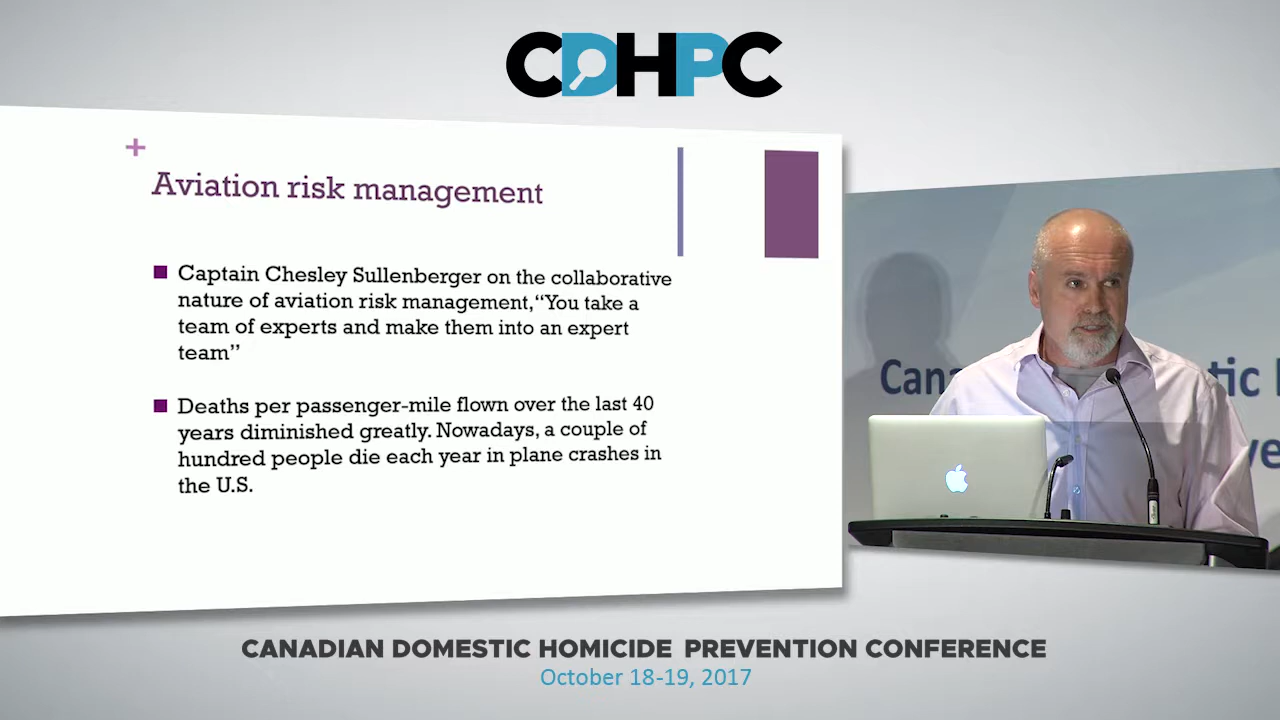 CDHPC
+
Aviation risk management
Captain Chesley Sullenberger on the collaborative
nature of aviation risk management,“You take a
team of experts and make them into an expert
team”
Deaths per passenger-mile flown over the last 40
years diminished greatly. Nowadays, a couple of
hundred people die each year in plane crashes in
the U.S.
Cana
tic
ve
CANADIAN DOMESTIC HOMICIDE PREVENTION CONFERENCE
October 18-19, 2017